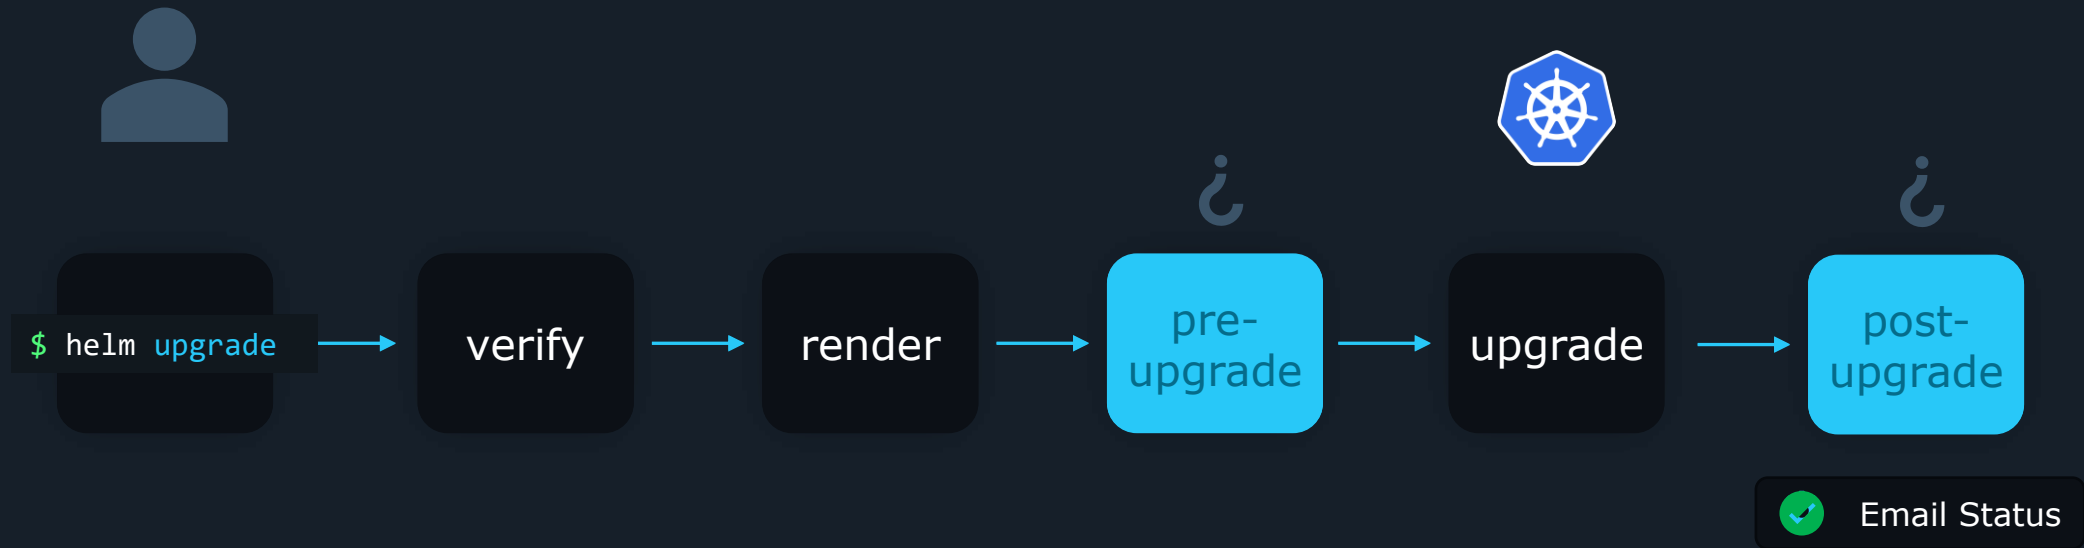 $ helm upgrade
verify
render
pre-
upgrade
upgrade
post-
upgrade
Email Status